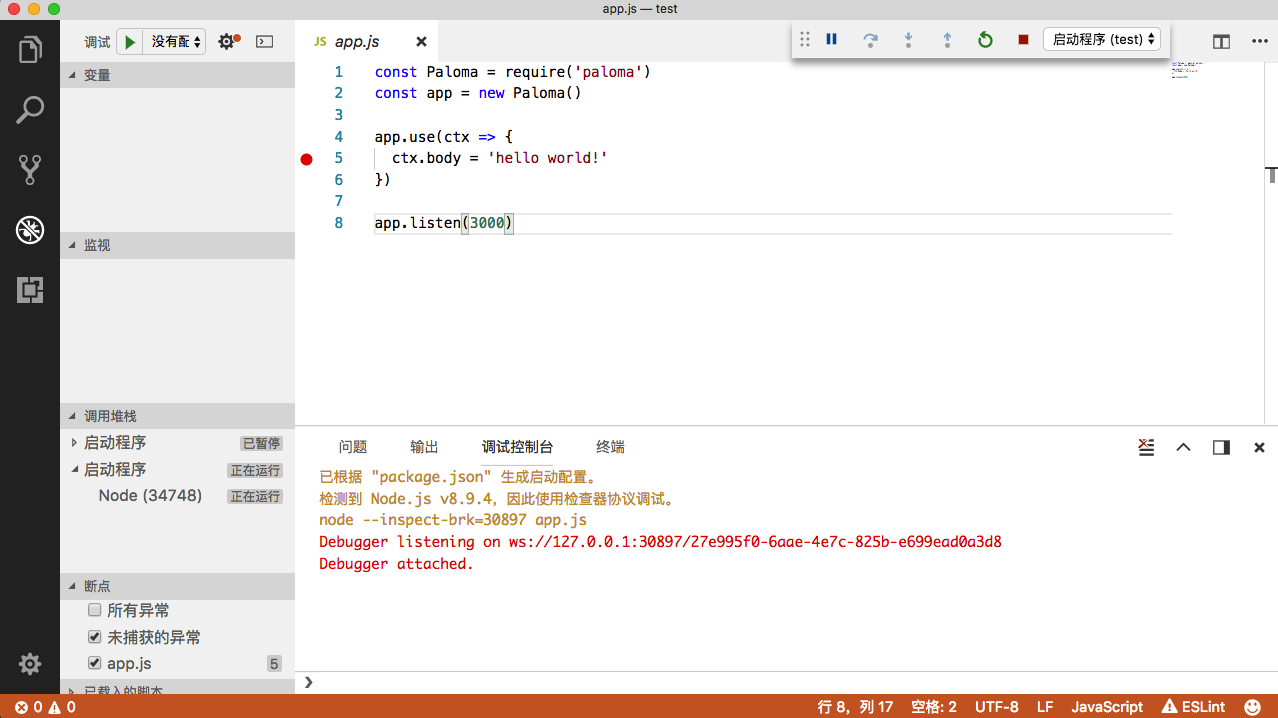 app.js — test
调试 没有配
JS app.js
启动程序 (test)
变量
监视
调用堆栈
启动程序 已暂停
启动程序 正在运行
Node (34748) 正在运行
断点
所有异常
未捕获的异常
app.js 5
已载入的脚本
1 const Paloma = require('paloma')
2 const app = new Paloma()
3
4 app.use(ctx => {
5 ctx.body = 'hello world!'
6 })
7
8 app.listen(3000)
问题 输出 调试控制台 终端
已根据 "package.json" 生成启动配置。
检测到 Node.js v8.9.4，因此使用检查器协议调试。
node --inspect-brk=30897 app.js
Debugger listening on ws://127.0.0.1:30897/27e995f0-6aae-4e7c-825b-e699ead0a3d8
Debugger attached.
0 0 行 8，列 17 空格: 2 UTF-8 LF JavaScript ESLint